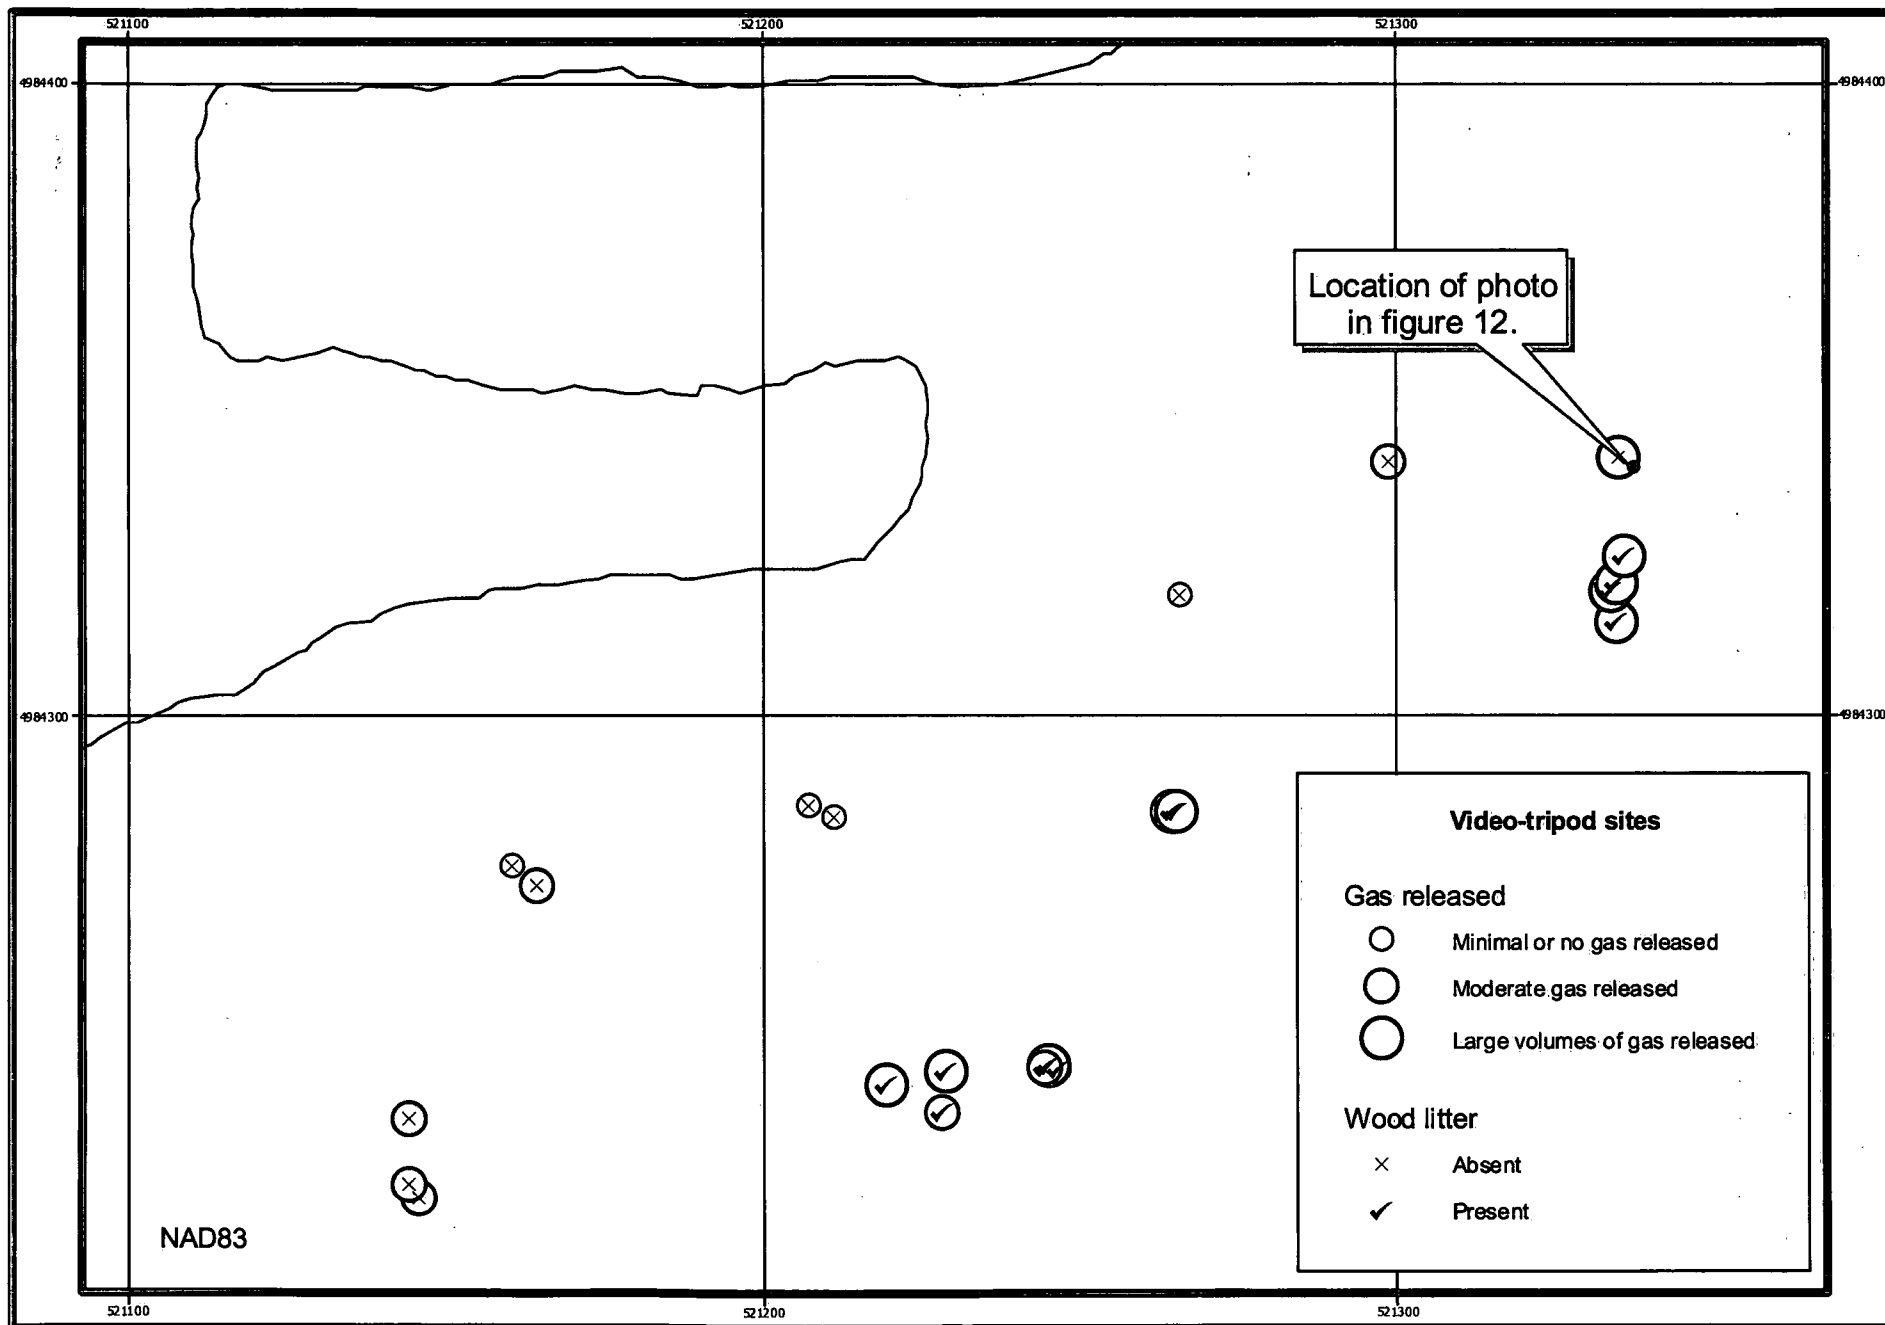 521100
521200
521300
4984400
4984400
Location of photo
in figure 12.
4984300
4984300
Video-tripod sites
Gas released
Minimal or no gas released
Moderate gas released
Large volumes of gas released
Wood litter
Absent
Present
NAD83
521100
521200
521300